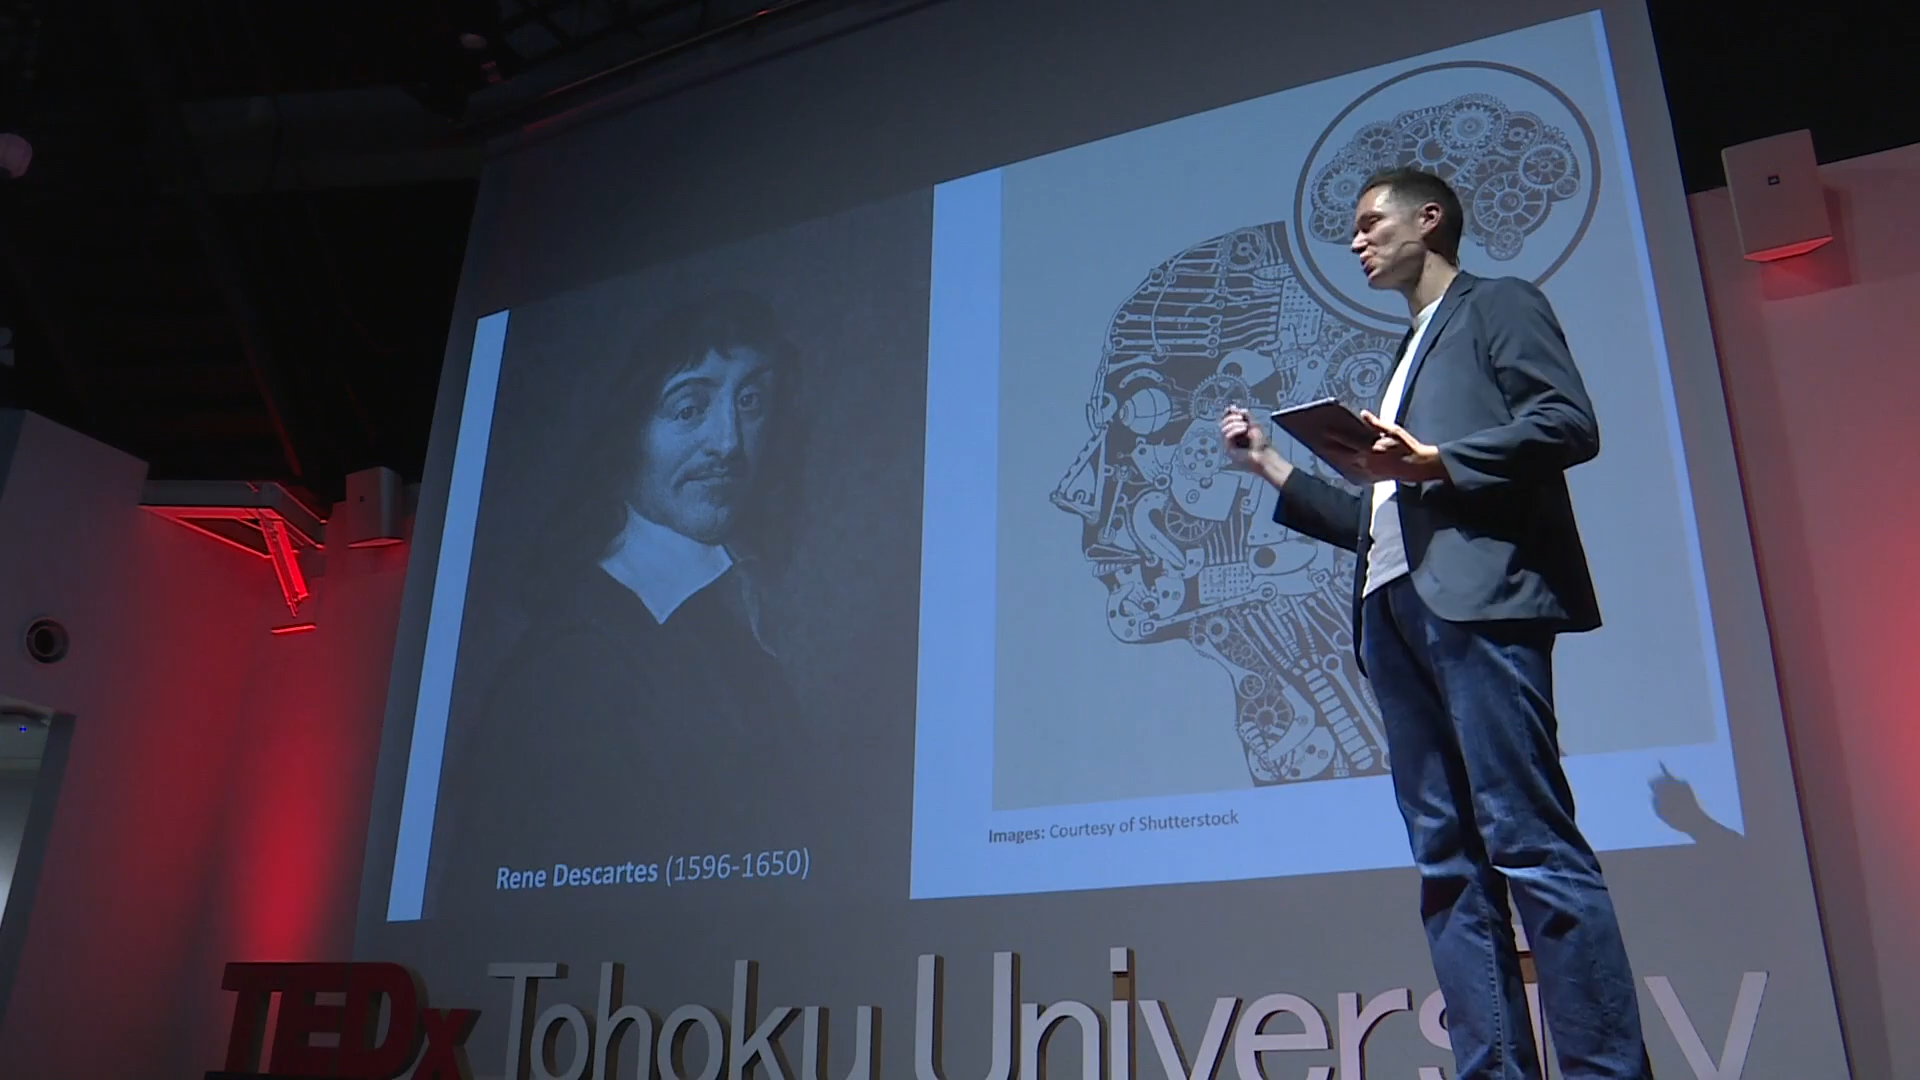 Rene Descartes (1596-1650)
Images: Courtesy of Shutterstock
TEDx Tohoku University